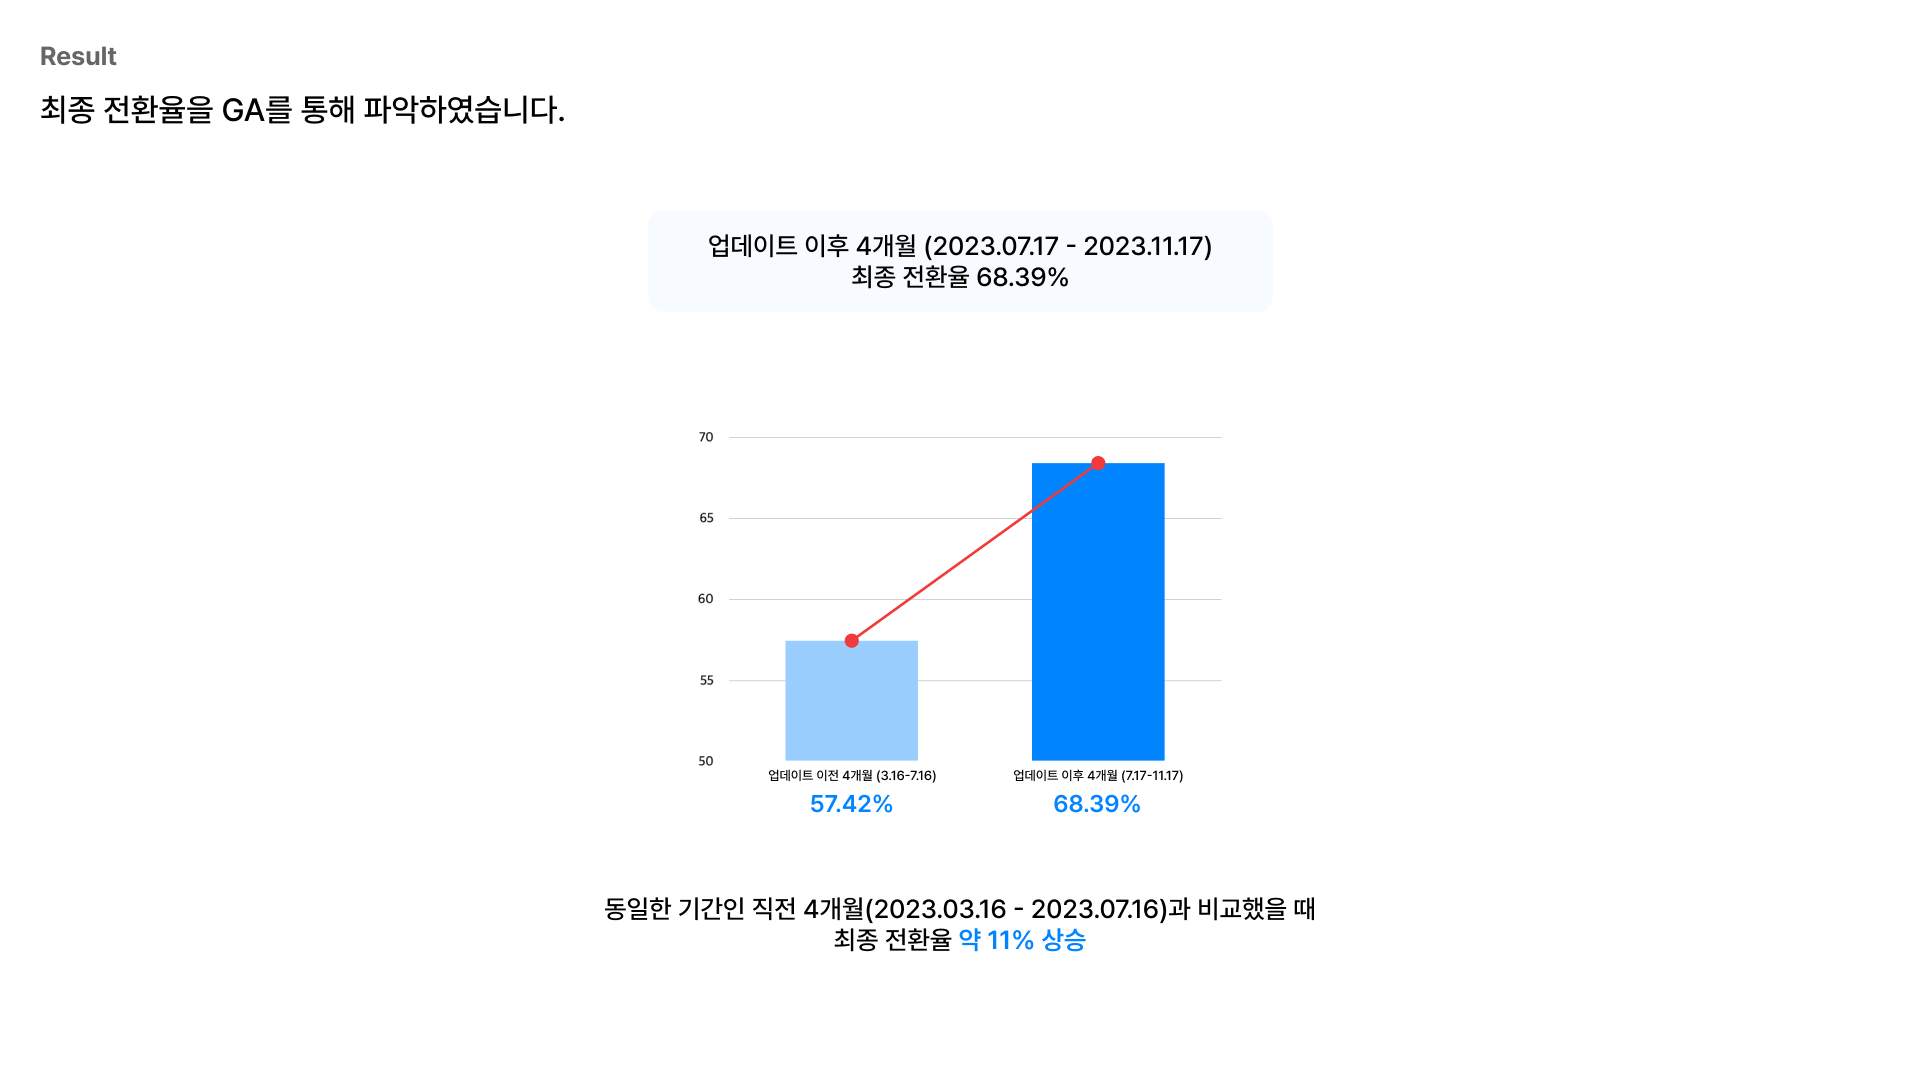 Result
최종 전환율을 GA를 통해 파악하였습니다.
업데이트 이후 4개월 (2023.07.17 - 2023.11.17)
최종 전환율 68.39%
70
65
60
55
50
업데이트 이전 4개월 (3.16-7.16)
57.42%
업데이트 이후 4개월 (7.17-11.17)
68.39%
동일한 기간인 직전 4개월(2023.03.16 - 2023.07.16)과 비교했을 때
최종 전환율 약 11% 상승